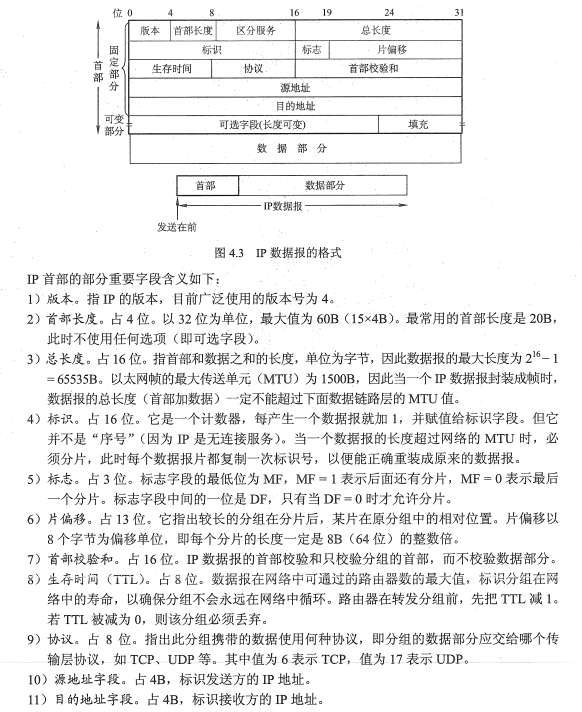 位 0 4 8 16 19 24 31
版本 首部长度 区分服务 总长度
标识 标志 片偏移
生存时间 协议 首部校验和
源地址
目的地址
可选字段(长度可变) 填充
数 据 部 分
首部
固定部分
可变部分
首部 数据部分
IP数据报
发送在前
图 4.3 IP 数据报的格式
IP 首部的部分重要字段含义如下：
1）版本。指 IP 的版本，目前广泛使用的版本号为 4。
2）首部长度。占 4 位。以 32 位为单位，最大值为 60B（15×4B）。最常用的首部长度是 20B，
此时不使用任何选项（即可选字段）。
3）总长度。占 16 位。指首部和数据之和的长度，单位为字节，因此数据报的最大长度为 2¹⁶－1
= 65535B。以太网帧的最大传送单元（MTU）为 1500B，因此当一个 IP 数据报封装成帧时，
数据报的总长度（首部加数据）一定不能超过下面数据链路层的 MTU 值。
4）标识。占 16 位。它是一个计数器，每产生一个数据报就加 1，并赋值给标识字段。但它
并不是“序号”（因为 IP 是无连接服务）。当一个数据报的长度超过网络的 MTU 时，必
须分片，此时每个数据报片都复制一次标识号，以便能正确重装成原来的数据报。
5）标志。占 3 位。标志字段的最低位为 MF，MF = 1 表示后面还有分片，MF = 0 表示最后
一个分片。标志字段中间的一位是 DF，只有当 DF = 0 时才允许分片。
6）片偏移。占 13 位。它指出较长的分组在分片后，某片在原分组中的相对位置。片偏移以
8 个字节为偏移单位，即每个分片的长度一定是 8B（64 位）的整数倍。
7）首部校验和。占 16 位。IP 数据报的首部校验和只校验分组的首部，而不校验数据部分。
8）生存时间（TTL）。占 8 位。数据报在网络中可通过的路由器数的最大值，标识分组在网
络中的寿命，以确保分组不会永远在网络中循环。路由器在转发分组前，先把 TTL 减 1。
若 TTL 被减为 0，则该分组必须丢弃。
9）协议。占 8 位。指出此分组携带的数据使用何种协议，即分组的数据部分应交给哪个传
输层协议，如 TCP、UDP 等。其中值为 6 表示 TCP，值为 17 表示 UDP。
10）源地址字段。占 4B，标识发送方的 IP 地址。
11）目的地址字段。占 4B，标识接收方的 IP 地址。